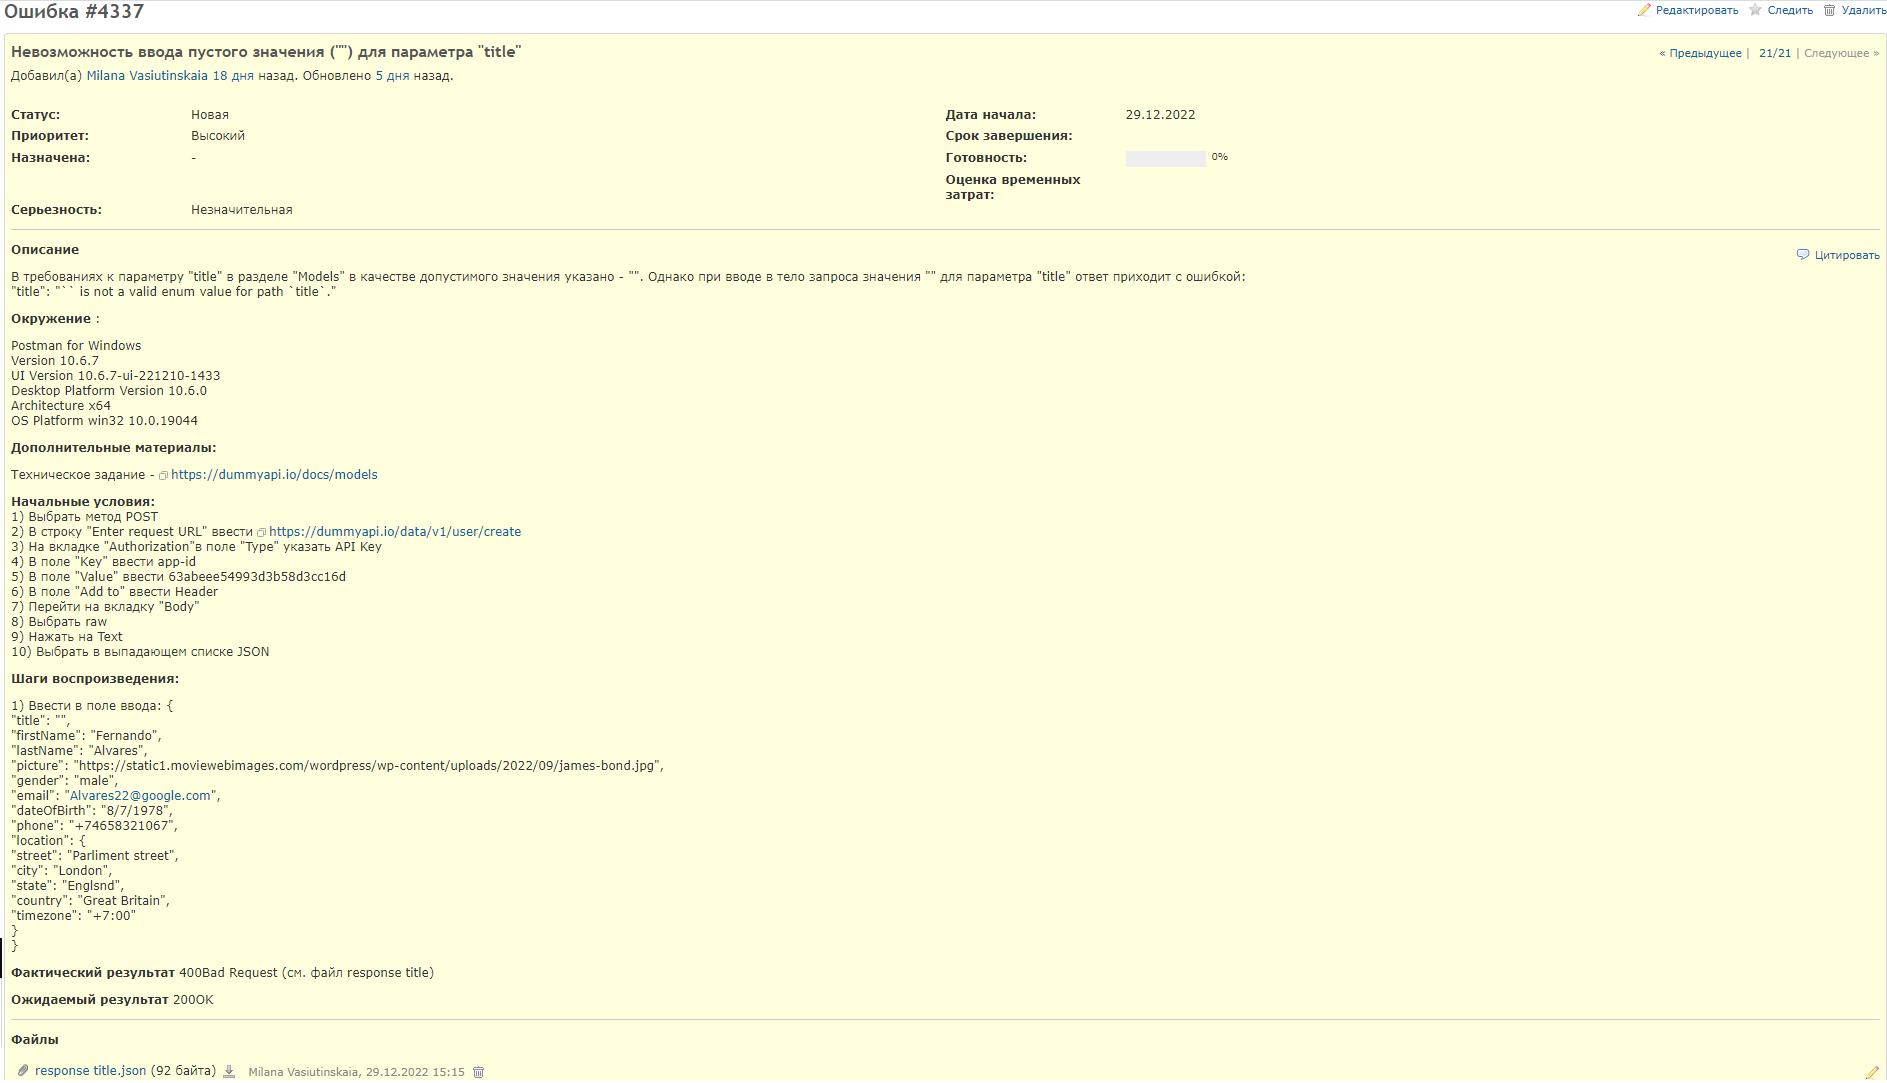 Ошибка #4337
Редактировать Следить Удалить
Невозможность ввода пустого значения ("") для параметра "title"
« Предыдущее | 21/21 | Следующее »
Добавил(а) Milana Vasiutinskaia 18 дня назад. Обновлено 5 дня назад.
Статус: Новая Дата начала: 29.12.2022
Приоритет: Высокий Срок завершения:
Назначена: - Готовность: 0%
Оценка временных
затрат:
Серьезность: Незначительная
Описание
Цитировать
В требованиях к параметру "title" в разделе "Models" в качестве допустимого значения указано - "". Однако при вводе в тело запроса значения "" для параметра "title" ответ приходит с ошибкой:
"title": "`` is not a valid enum value for path `title`."
Окружение :
Postman for Windows
Version 10.6.7
UI Version 10.6.7-ui-221210-1433
Desktop Platform Version 10.6.0
Architecture x64
OS Platform win32 10.0.19044
Дополнительные материалы:
Техническое задание - https://dummyapi.io/docs/models
Начальные условия:
1) Выбрать метод POST
2) В строку "Enter request URL" ввести https://dummyapi.io/data/v1/user/create
3) На вкладке "Authorization"в поле "Type" указать API Key
4) В поле "Key" ввести app-id
5) В поле "Value" ввести 63abeee54993d3b58d3cc16d
6) В поле "Add to" ввести Header
7) Перейти на вкладку "Body"
8) Выбрать raw
9) Нажать на Text
10) Выбрать в выпадающем списке JSON
Шаги воспроизведения:
1) Ввести в поле ввода: {
"title": "",
"firstName": "Fernando",
"lastName": "Alvares",
"picture": "https://static1.moviewebimages.com/wordpress/wp-content/uploads/2022/09/james-bond.jpg",
"gender": "male",
"email": "Alvares22@google.com",
"dateOfBirth": "8/7/1978",
"phone": "+74658321067",
"location": {
"street": "Parliment street",
"city": "London",
"state": "Englsnd",
"country": "Great Britain",
"timezone": "+7:00"
}
}
Фактический результат 400Bad Request (см. файл response title)
Ожидаемый результат 200OK
Файлы
response title.json (92 байта) Milana Vasiutinskaia, 29.12.2022 15:15